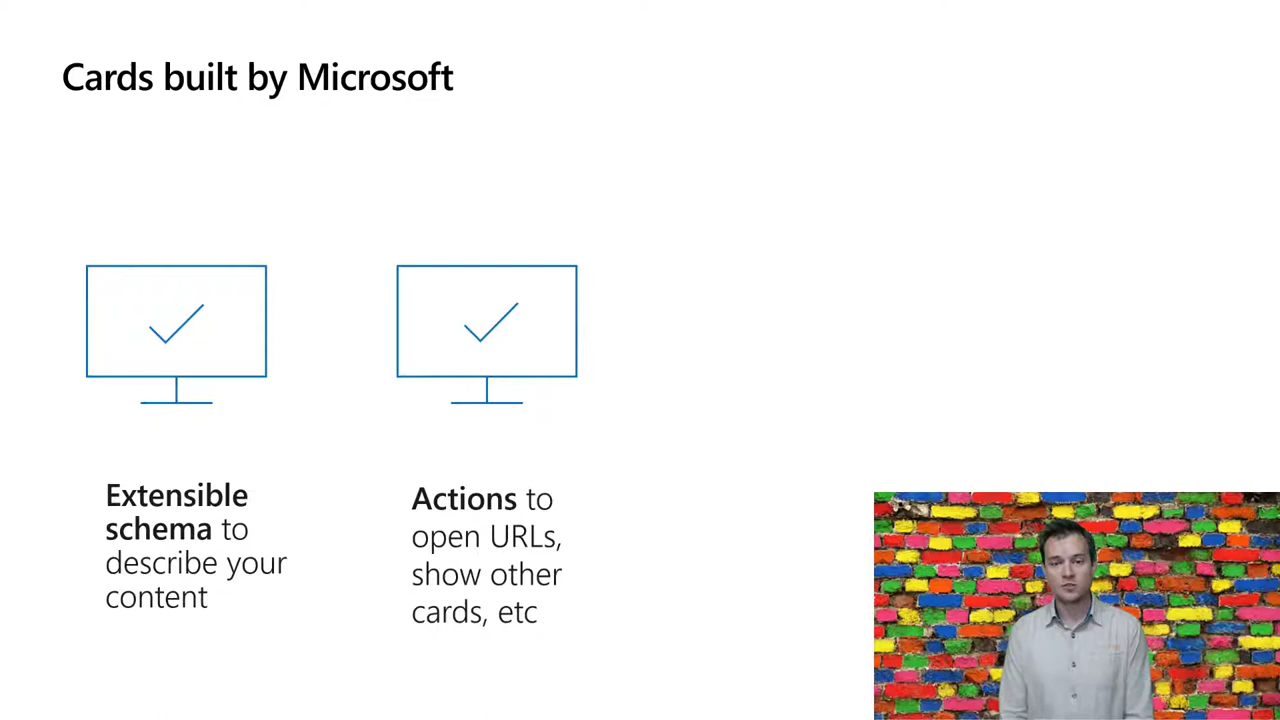 Cards built by Microsoft
Extensible
schema to
describe your
content
Actions to
open URLs,
show other
cards, etc